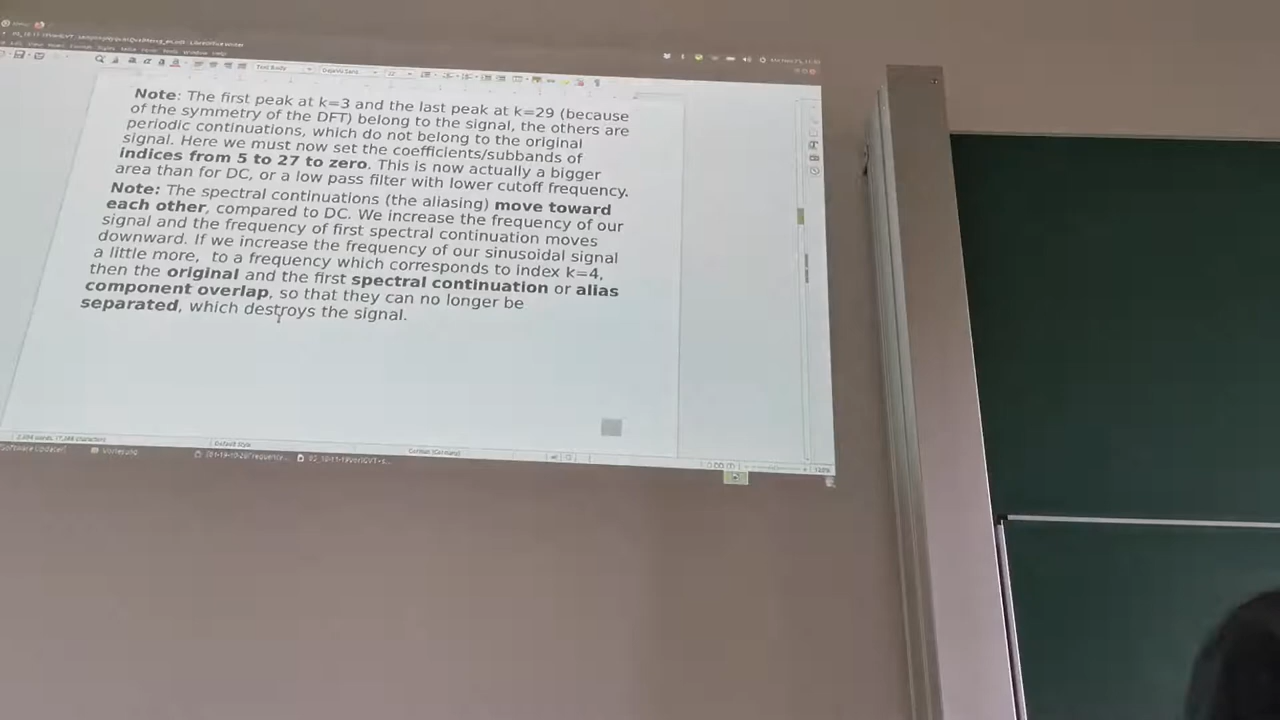 Text Body
Note: The first peak at k=3 and the last peak at k=29 (because
of the symmetry of the DFT) belong to the signal, the others are
periodic continuations, which do not belong to the original
signal. Here we must now set the coefficients/subbands of
indices from 5 to 27 to zero. This is now actually a bigger
area than for DC, or a low pass filter with lower cutoff frequency.
Note: The spectral continuations (the aliasing) move toward
each other, compared to DC. We increase the frequency of our
signal and the frequency of first spectral continuation moves
downward. If we increase the frequency of our sinusoidal signal
a little more, to a frequency which corresponds to index k=4,
then the original and the first spectral continuation or alias
component overlap, so that they can no longer be
separated, which destroys the signal.
Default Style
German (Germany)